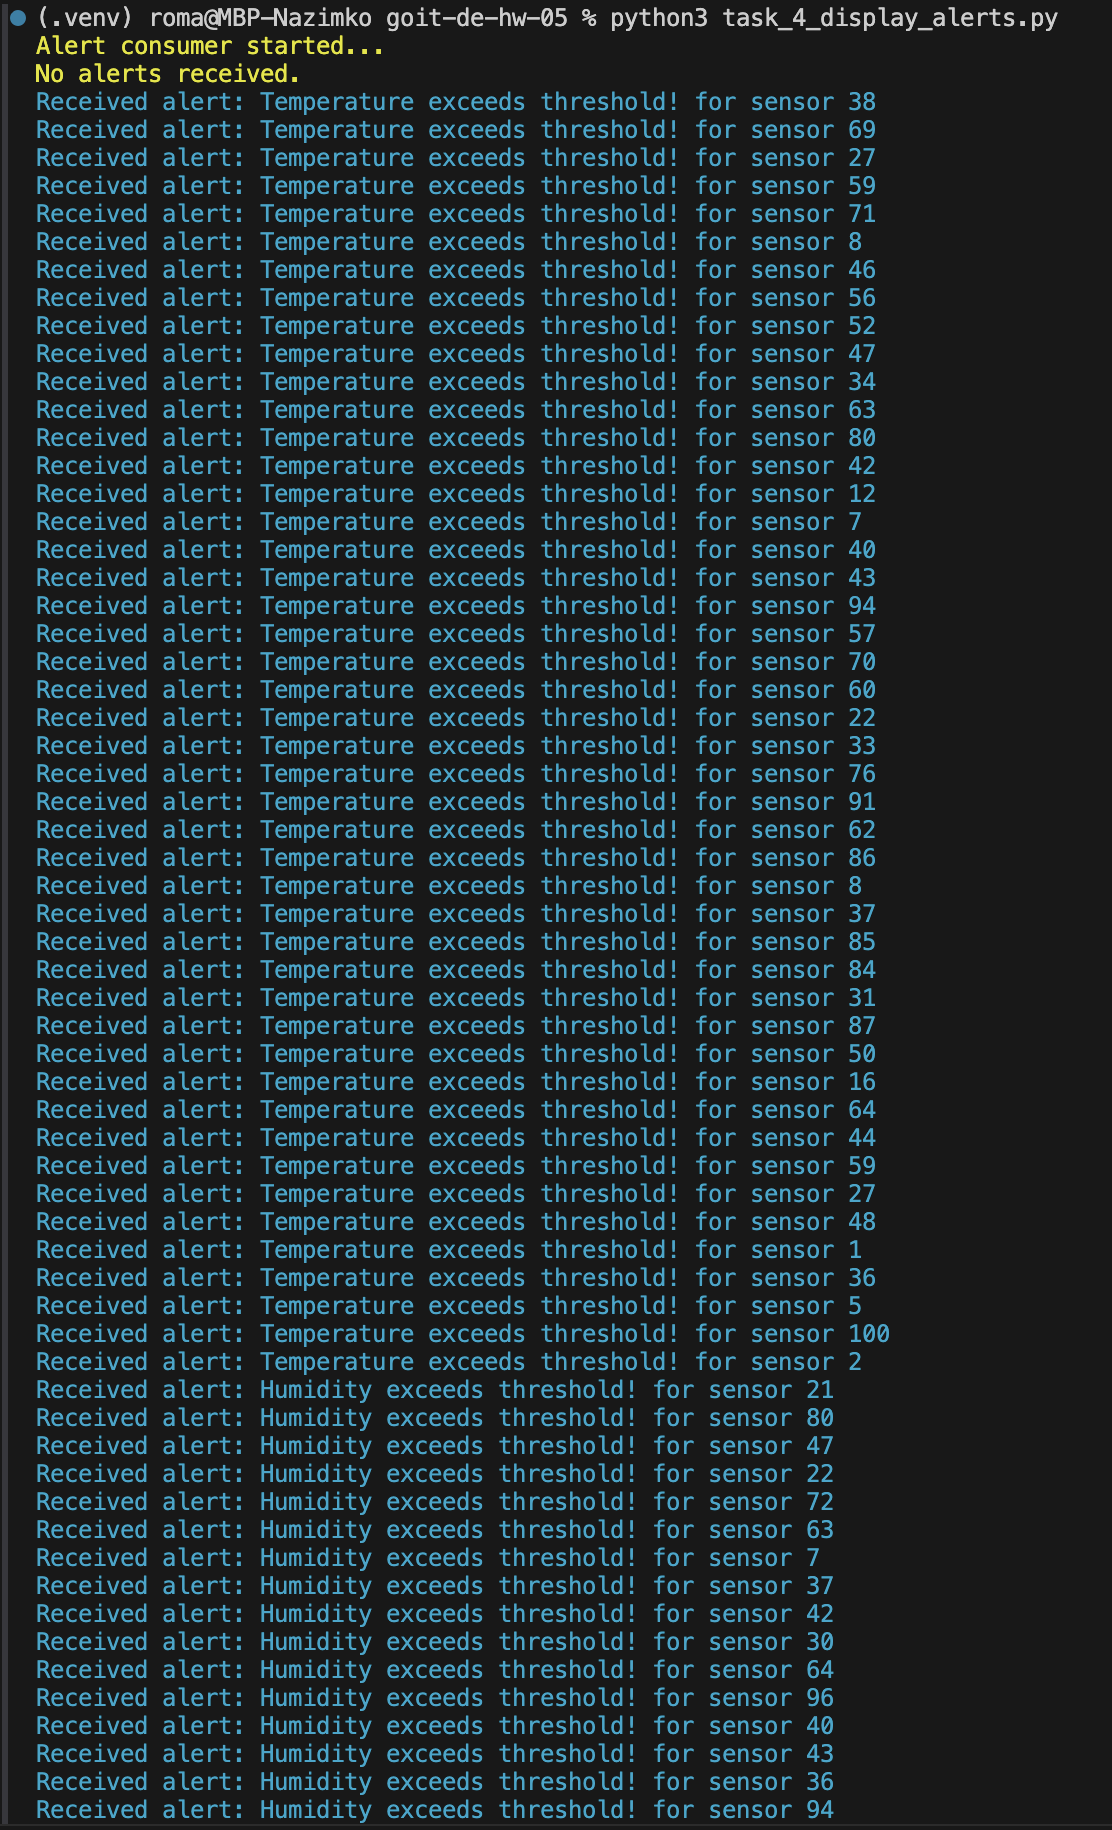 (.venv) roma@MBP-Nazimko goit-de-hw-05 % python3 task_4_display_alerts.py
Alert consumer started...
No alerts received.
Received alert: Temperature exceeds threshold! for sensor 38
Received alert: Temperature exceeds threshold! for sensor 69
Received alert: Temperature exceeds threshold! for sensor 27
Received alert: Temperature exceeds threshold! for sensor 59
Received alert: Temperature exceeds threshold! for sensor 71
Received alert: Temperature exceeds threshold! for sensor 8
Received alert: Temperature exceeds threshold! for sensor 46
Received alert: Temperature exceeds threshold! for sensor 56
Received alert: Temperature exceeds threshold! for sensor 52
Received alert: Temperature exceeds threshold! for sensor 47
Received alert: Temperature exceeds threshold! for sensor 34
Received alert: Temperature exceeds threshold! for sensor 63
Received alert: Temperature exceeds threshold! for sensor 80
Received alert: Temperature exceeds threshold! for sensor 42
Received alert: Temperature exceeds threshold! for sensor 12
Received alert: Temperature exceeds threshold! for sensor 7
Received alert: Temperature exceeds threshold! for sensor 40
Received alert: Temperature exceeds threshold! for sensor 43
Received alert: Temperature exceeds threshold! for sensor 94
Received alert: Temperature exceeds threshold! for sensor 57
Received alert: Temperature exceeds threshold! for sensor 70
Received alert: Temperature exceeds threshold! for sensor 60
Received alert: Temperature exceeds threshold! for sensor 22
Received alert: Temperature exceeds threshold! for sensor 33
Received alert: Temperature exceeds threshold! for sensor 76
Received alert: Temperature exceeds threshold! for sensor 91
Received alert: Temperature exceeds threshold! for sensor 62
Received alert: Temperature exceeds threshold! for sensor 86
Received alert: Temperature exceeds threshold! for sensor 8
Received alert: Temperature exceeds threshold! for sensor 37
Received alert: Temperature exceeds threshold! for sensor 85
Received alert: Temperature exceeds threshold! for sensor 84
Received alert: Temperature exceeds threshold! for sensor 31
Received alert: Temperature exceeds threshold! for sensor 87
Received alert: Temperature exceeds threshold! for sensor 50
Received alert: Temperature exceeds threshold! for sensor 16
Received alert: Temperature exceeds threshold! for sensor 64
Received alert: Temperature exceeds threshold! for sensor 44
Received alert: Temperature exceeds threshold! for sensor 59
Received alert: Temperature exceeds threshold! for sensor 27
Received alert: Temperature exceeds threshold! for sensor 48
Received alert: Temperature exceeds threshold! for sensor 1
Received alert: Temperature exceeds threshold! for sensor 36
Received alert: Temperature exceeds threshold! for sensor 5
Received alert: Temperature exceeds threshold! for sensor 100
Received alert: Temperature exceeds threshold! for sensor 2
Received alert: Humidity exceeds threshold! for sensor 21
Received alert: Humidity exceeds threshold! for sensor 80
Received alert: Humidity exceeds threshold! for sensor 47
Received alert: Humidity exceeds threshold! for sensor 22
Received alert: Humidity exceeds threshold! for sensor 72
Received alert: Humidity exceeds threshold! for sensor 63
Received alert: Humidity exceeds threshold! for sensor 7
Received alert: Humidity exceeds threshold! for sensor 37
Received alert: Humidity exceeds threshold! for sensor 42
Received alert: Humidity exceeds threshold! for sensor 30
Received alert: Humidity exceeds threshold! for sensor 64
Received alert: Humidity exceeds threshold! for sensor 96
Received alert: Humidity exceeds threshold! for sensor 40
Received alert: Humidity exceeds threshold! for sensor 43
Received alert: Humidity exceeds threshold! for sensor 36
Received alert: Humidity exceeds threshold! for sensor 94